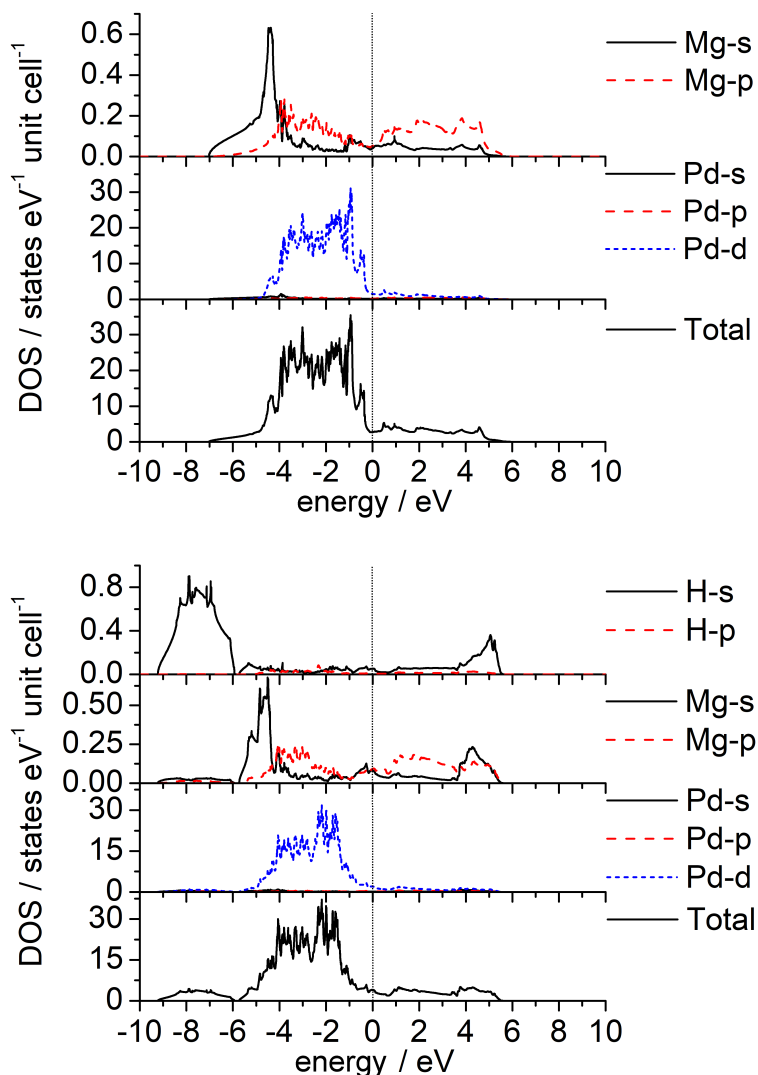 DOS / states eV⁻¹ unit cell⁻¹
0.6
0.4
0.2
0.0
Mg-s
Mg-p
30
20
10
0
Pd-s
Pd-p
Pd-d
30
20
10
0
Total
-10 -8 -6 -4 -2 0 2 4 6 8 10
energy / eV
DOS / states eV⁻¹ unit cell⁻¹
0.8
0.4
0.0
H-s
H-p
0.50
0.25
0.00
Mg-s
Mg-p
30
15
0
Pd-s
Pd-p
Pd-d
30
15
0
Total
-10 -8 -6 -4 -2 0 2 4 6 8 10
energy / eV